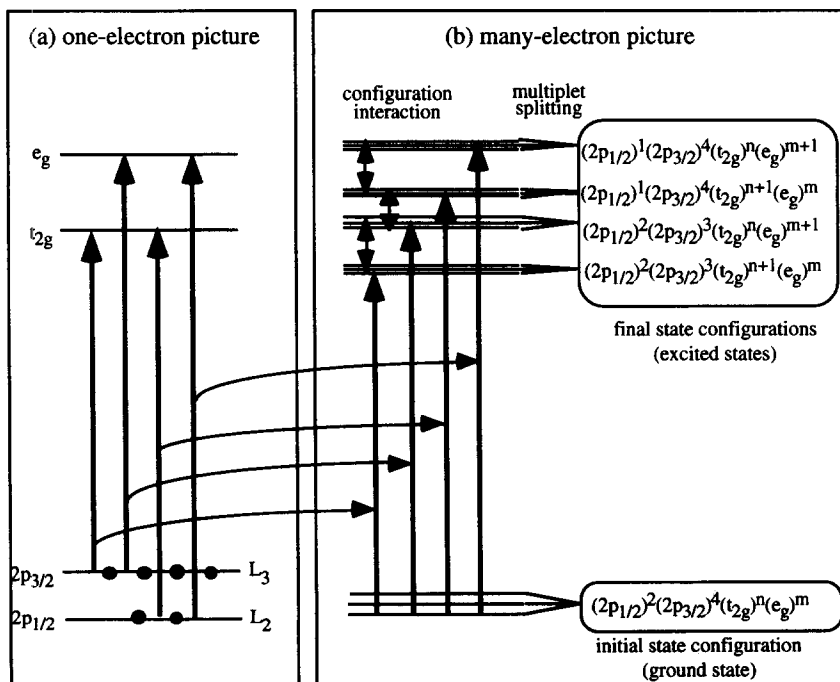 (a) one-electron picture
e_g
t_2g
2p_3/2
L_3
2p_1/2
L_2
(b) many-electron picture
configuration
interaction
multiplet
splitting
(2p_1/2)^1(2p_3/2)^4(t_2g)^n(e_g)^m+1
(2p_1/2)^1(2p_3/2)^4(t_2g)^n+1(e_g)^m
(2p_1/2)^2(2p_3/2)^3(t_2g)^n(e_g)^m+1
(2p_1/2)^2(2p_3/2)^3(t_2g)^n+1(e_g)^m
final state configurations
(excited states)
(2p_1/2)^2(2p_3/2)^4(t_2g)^n(e_g)^m
initial state configuration
(ground state)